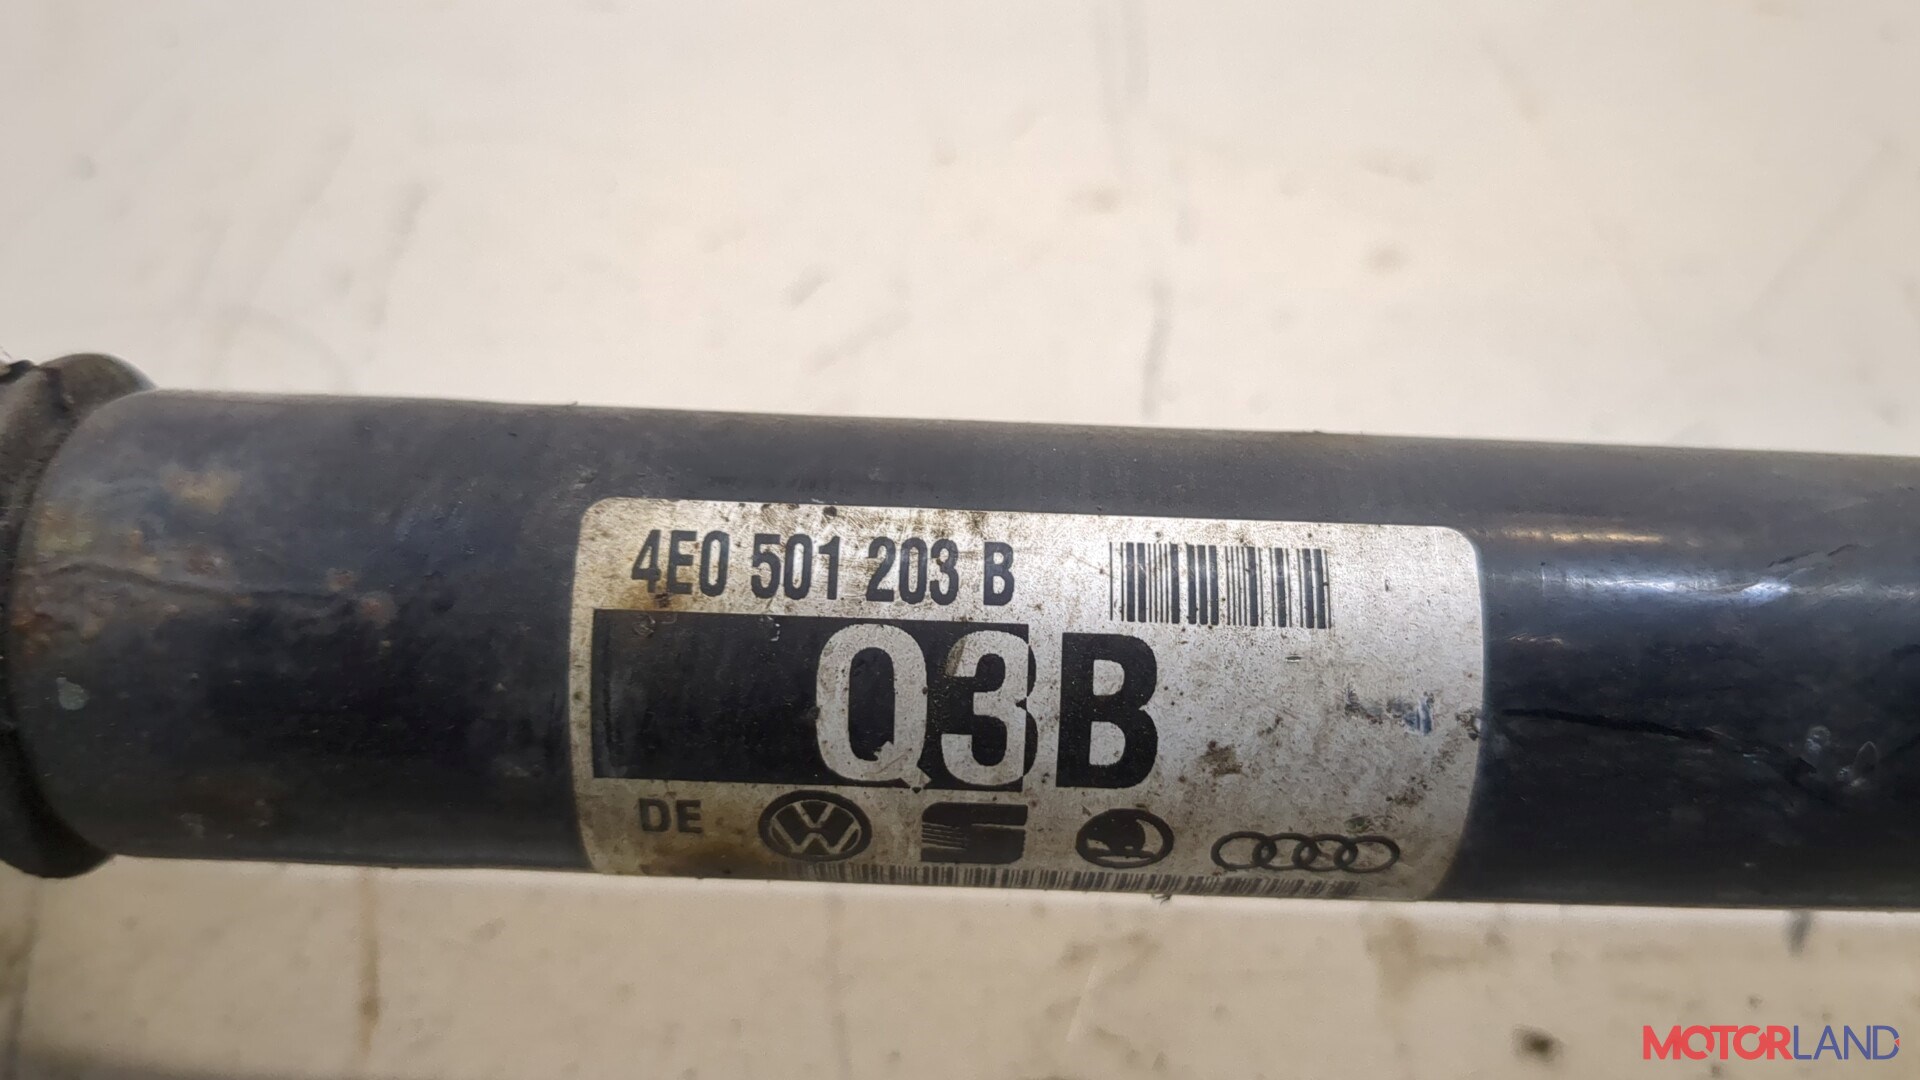 4E0 501 203 B
Q3B
DE
MOTORLAND